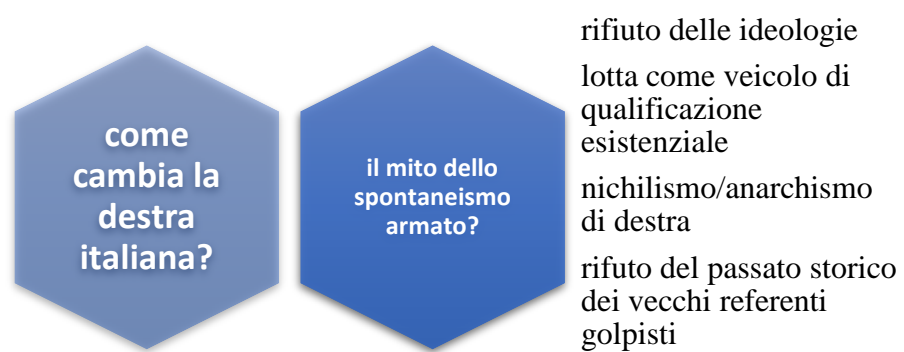 come
cambia la
destra
italiana?
il mito dello
spontaneismo
armato?
rifiuto delle ideologie
lotta come veicolo di
qualificazione
esistenziale
nichilismo/anarchismo
di destra
rifuto del passato storico
dei vecchi referenti
golpisti